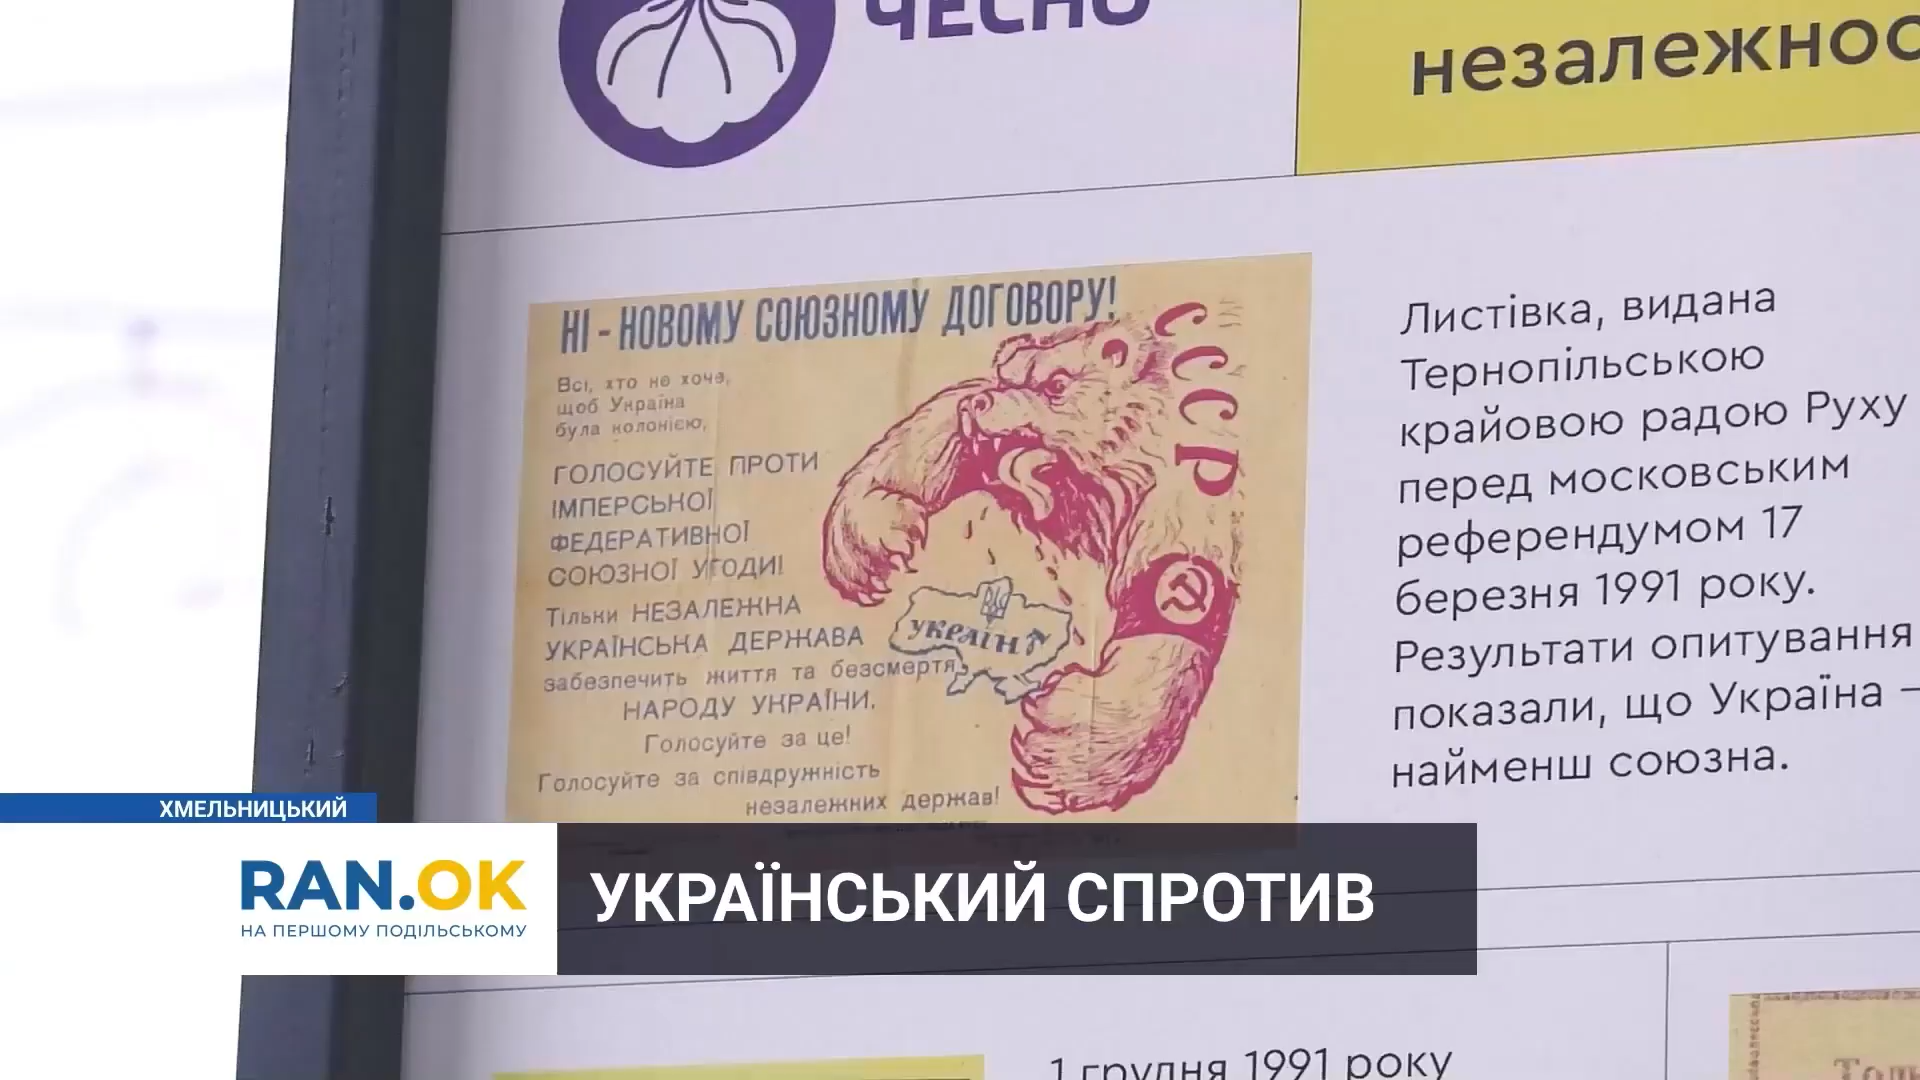 ЧЕСНО
незалежнос
НІ - НОВОМУ СОЮЗНОМУ ДОГОВОРУ!
СССР
Всі, хто не хоче,
щоб Україна
була колонією,
ГОЛОСУЙТЕ ПРОТИ
ІМПЕРСЬКОЇ
ФЕДЕРАТИВНОЇ
СОЮЗНОЇ УГОДИ!
Тільки НЕЗАЛЕЖНА
УКРАЇНСЬКА ДЕРЖАВА
забезпечить життя та безсмертя
НАРОДУ УКРАЇНИ.
Голосуйте за це!
Голосуйте за співдружність
незалежних держав!
УКРАЇНА
Листівка, видана
Тернопільською
крайовою радою Руху
перед московським
референдумом 17
березня 1991 року.
Результати опитування
показали, що Україна –
найменш союзна.
ХМЕЛЬНИЦЬКИЙ
RAN.OK
НА ПЕРШОМУ ПОДІЛЬСЬКОМУ
УКРАЇНСЬКИЙ СПРОТИВ
1 грудня 1991 року